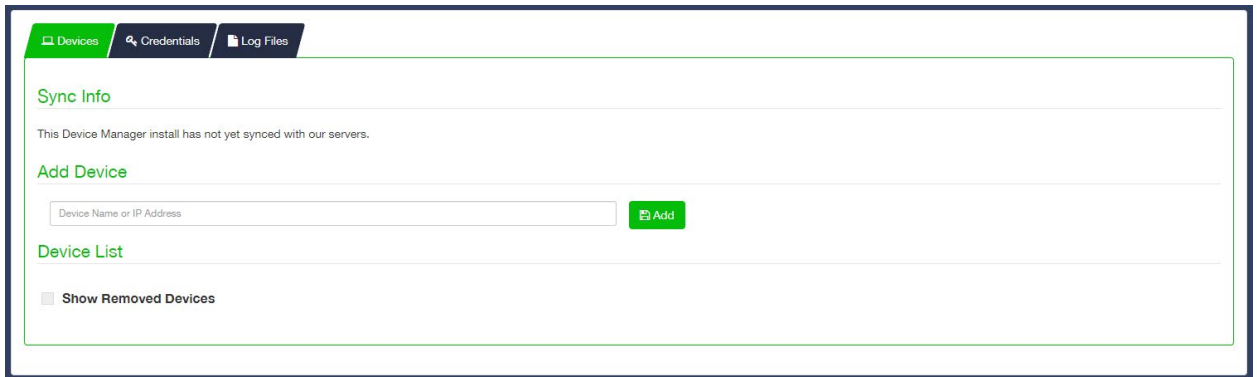 Devices Credentials Log Files
Sync Info
This Device Manager install has not yet synced with our servers.
Add Device
Device Name or IP Address Add
Device List
Show Removed Devices